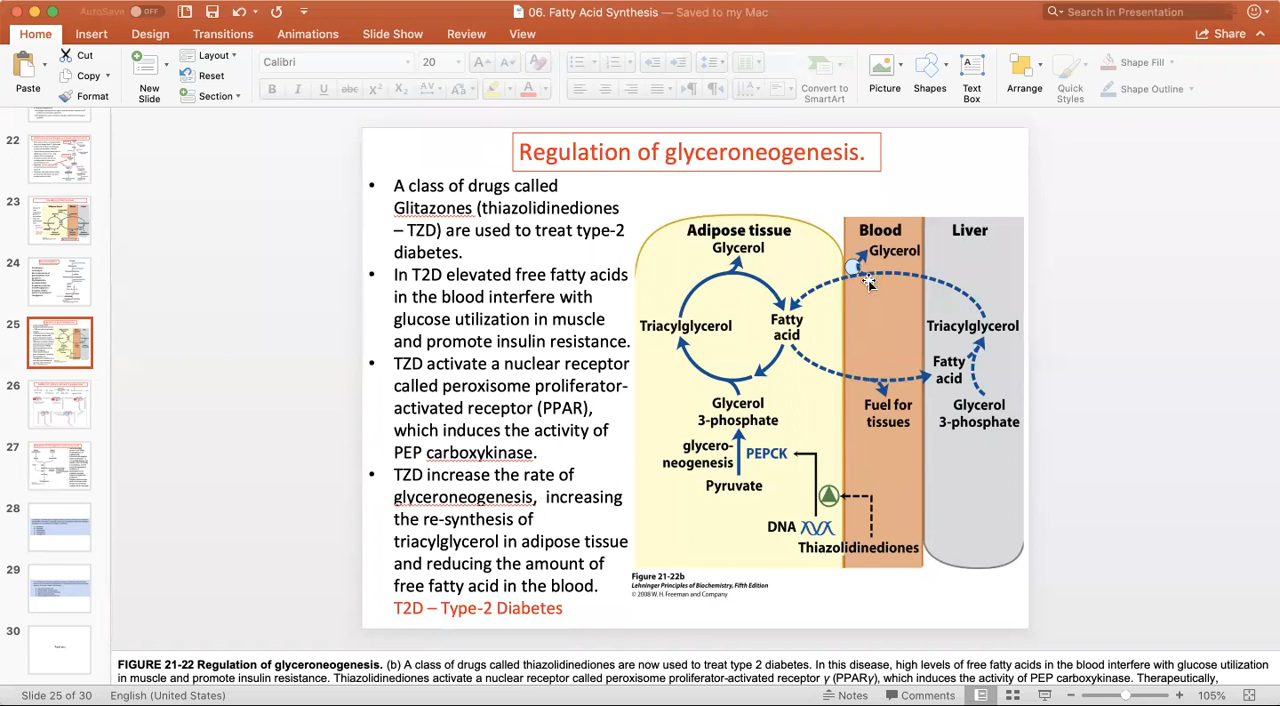 AutoSave OFF
06. Fatty Acid Synthesis — Saved to my Mac
Search in Presentation
Home Insert Design Transitions Animations Slide Show Review View
Share
Paste
Cut
Copy
Format
New
Slide
Layout
Reset
Section
Calibri 20
B I U abc X² X₂ AV Aa A
Convert to
SmartArt
Picture
Shapes
Text
Box
Arrange
Quick
Styles
Shape Fill
Shape Outline
22
23
24
25
26
27
28
29
30
Regulation of glyceroneogenesis.
• A class of drugs called
Glitazones (thiazolidinediones
– TZD) are used to treat type-2
diabetes.
• In T2D elevated free fatty acids
in the blood interfere with
glucose utilization in muscle
and promote insulin resistance.
• TZD activate a nuclear receptor
called peroxisome proliferator-
activated receptor (PPAR),
which induces the activity of
PEP carboxykinase.
• TZD increase the rate of
glyceroneogenesis, increasing
the re-synthesis of
triacylglycerol in adipose tissue
and reducing the amount of
free fatty acid in the blood.
T2D – Type-2 Diabetes
Adipose tissue
Blood
Liver
Glycerol
Glycerol
Triacylglycerol
Fatty
acid
Triacylglycerol
Fatty
acid
Glycerol
3-phosphate
Fuel for
tissues
Glycerol
3-phosphate
glycero-
neogenesis
PEPCK
Pyruvate
DNA
Thiazolidinediones
Figure 21-22b
Lehninger Principles of Biochemistry, Fifth Edition
© 2008 W. H. Freeman and Company
FIGURE 21-22 Regulation of glyceroneogenesis. (b) A class of drugs called thiazolidinediones are now used to treat type 2 diabetes. In this disease, high levels of free fatty acids in the blood interfere with glucose utilization
in muscle and promote insulin resistance. Thiazolidinediones activate a nuclear receptor called peroxisome proliferator-activated receptor γ (PPARγ), which induces the activity of PEP carboxykinase. Therapeutically,
Slide 25 of 30 English (United States)
Notes Comments
105%